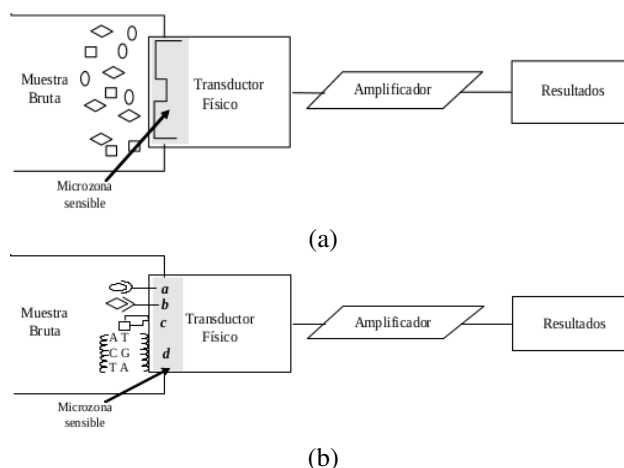 Muestra
Bruta
Transductor
Físico
Amplificador
Resultados
Microzona
sensible
(a)
Muestra
Bruta
a
b
c
d
A T
C G
T A
Transductor
Físico
Amplificador
Resultados
Microzona
sensible
(b)